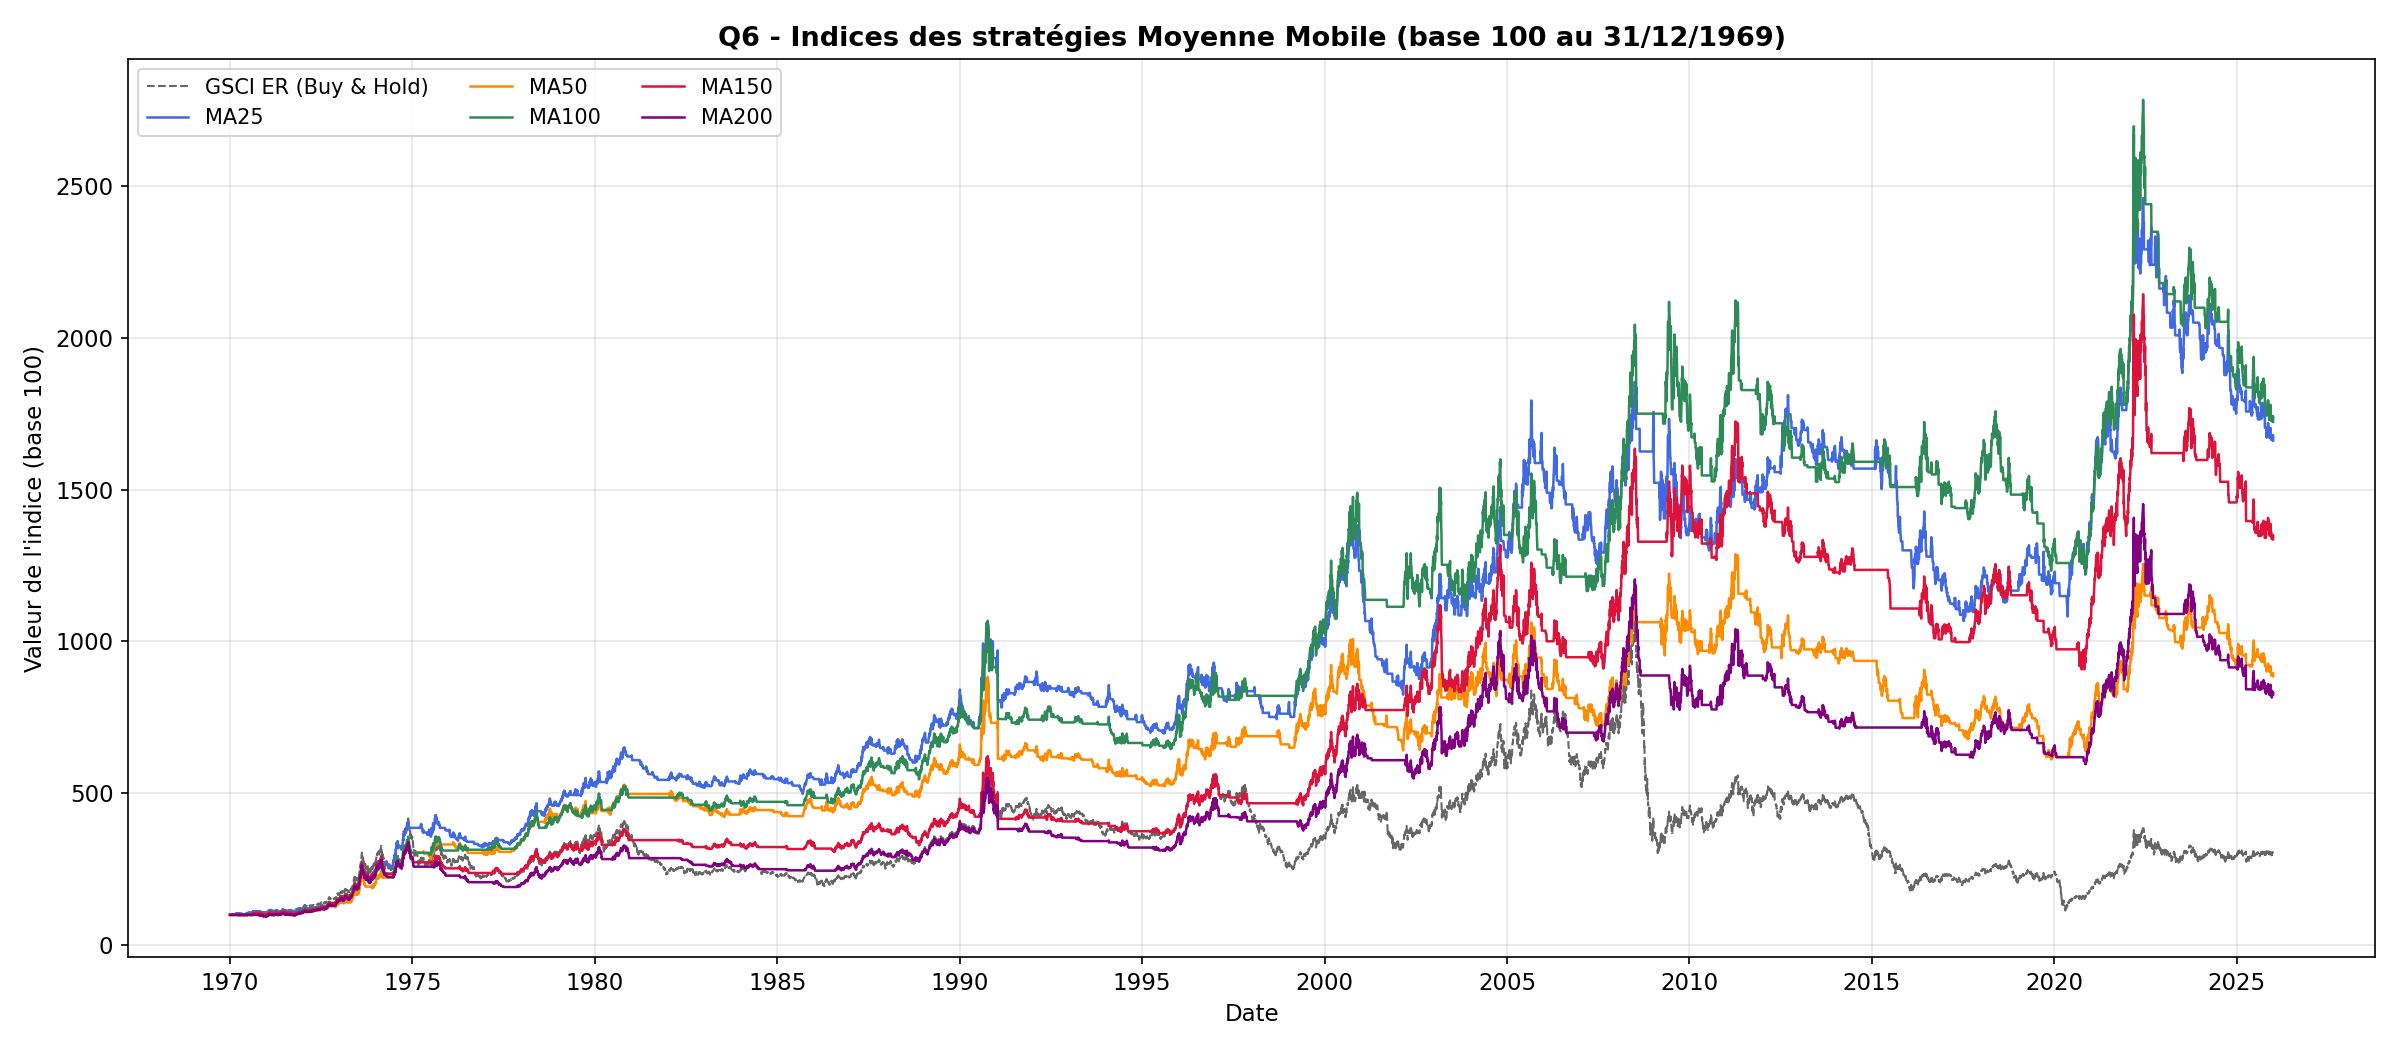 Q6 - Indices des stratégies Moyenne Mobile (base 100 au 31/12/1969)
GSCI ER (Buy & Hold)
MA25
MA50
MA100
MA150
MA200
Valeur de l'indice (base 100)
2500
2000
1500
1000
500
0
1970 1975 1980 1985 1990 1995 2000 2005 2010 2015 2020 2025
Date